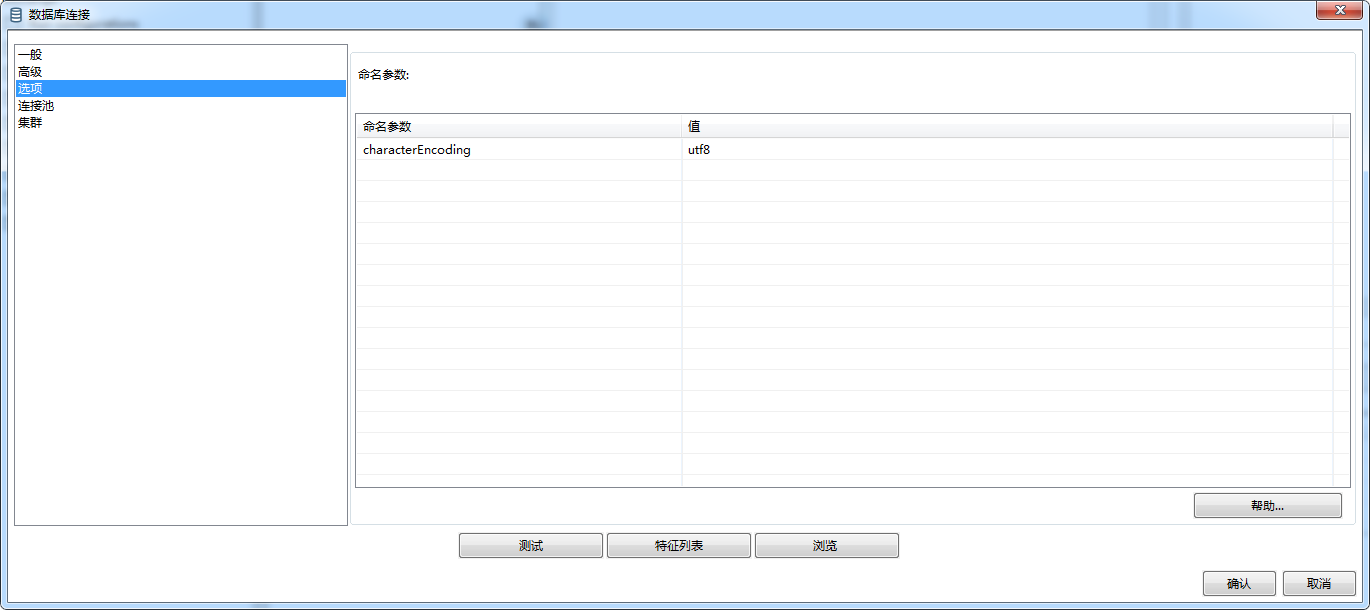 数据库连接
一般
高级
选项
连接池
集群
命名参数:
命名参数 值
characterEncoding utf8
帮助...
测试 特征列表 浏览
确认 取消